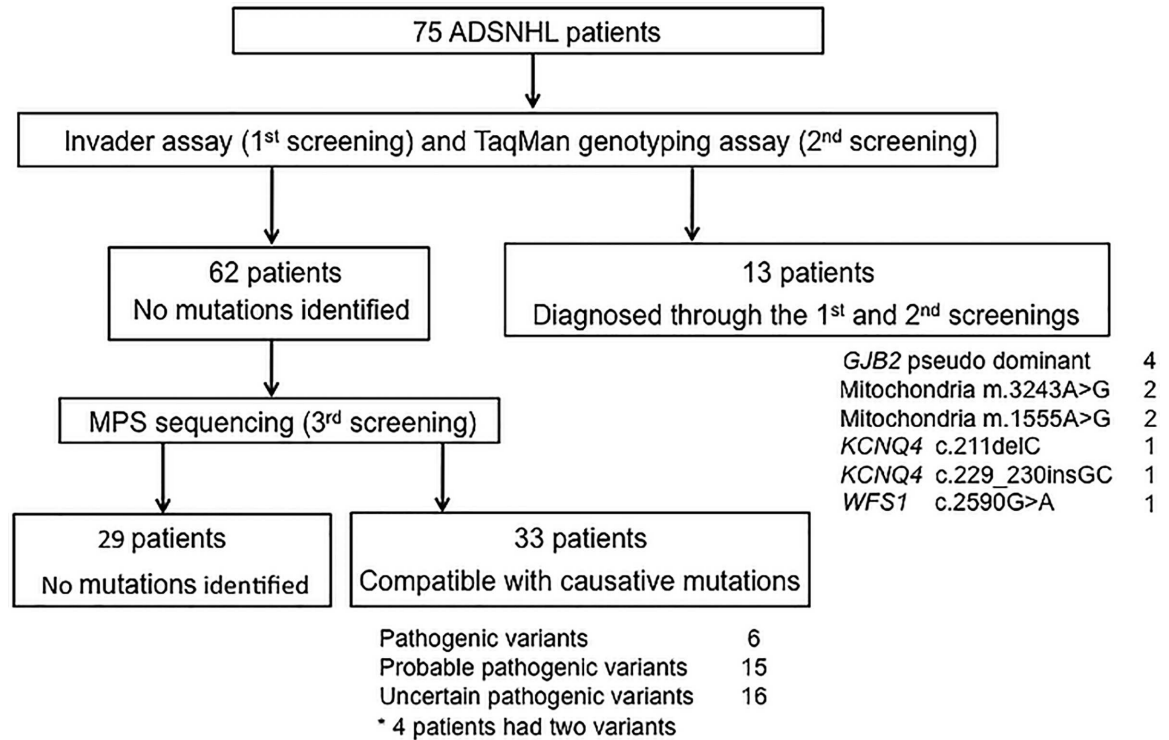 75 ADSNHL patients
Invader assay (1st screening) and TaqMan genotyping assay (2nd screening)
62 patients
No mutations identified
13 patients
Diagnosed through the 1st and 2nd screenings
GJB2 pseudo dominant 4
Mitochondria m.3243A>G 2
Mitochondria m.1555A>G 2
KCNQ4 c.211delC 1
KCNQ4 c.229_230insGC 1
WFS1 c.2590G>A 1
MPS sequencing (3rd screening)
29 patients
No mutations identified
33 patients
Compatible with causative mutations
Pathogenic variants 6
Probable pathogenic variants 15
Uncertain pathogenic variants 16
* 4 patients had two variants